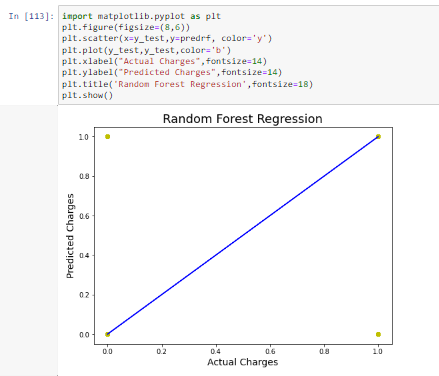 In [113]: import matplotlib.pyplot as plt
plt.figure(figsize=(8,6))
plt.scatter(x=y_test,y=predrf, color='y')
plt.plot(y_test,y_test,color='b')
plt.xlabel("Actual Charges",fontsize=14)
plt.ylabel("Predicted Charges",fontsize=14)
plt.title('Random Forest Regression',fontsize=18)
plt.show()
Random Forest Regression
Predicted Charges
1.0
0.8
0.6
0.4
0.2
0.0
0.0 0.2 0.4 0.6 0.8 1.0
Actual Charges